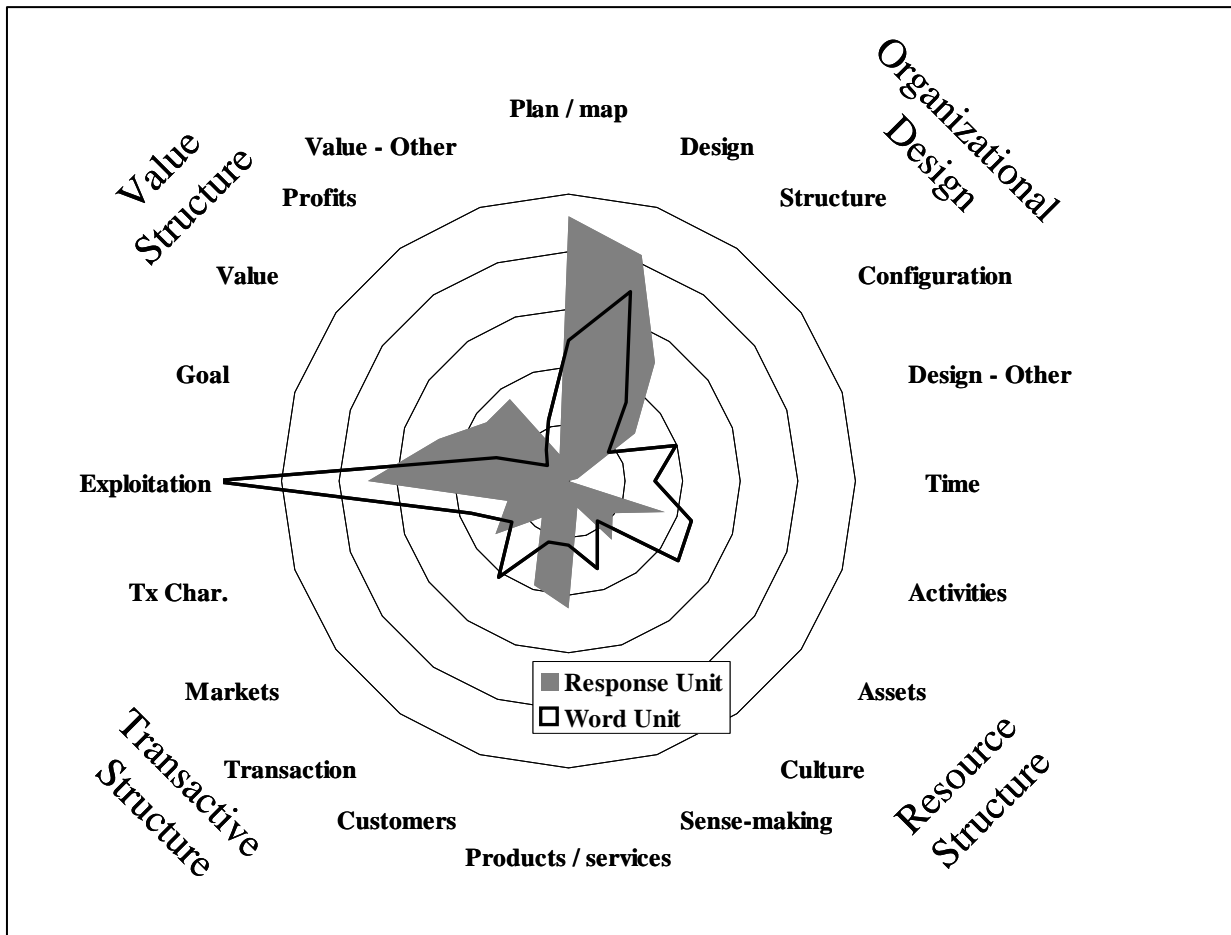 Organizational
Design
Value
Structure
Plan / map
Value - Other
Design
Profits
Structure
Value
Configuration
Goal
Design - Other
Exploitation
Time
Tx Char.
Activities
Markets
Assets
Response Unit
Word Unit
Transactive
Structure
Transaction
Culture
Resource
Structure
Customers
Sense-making
Products / services